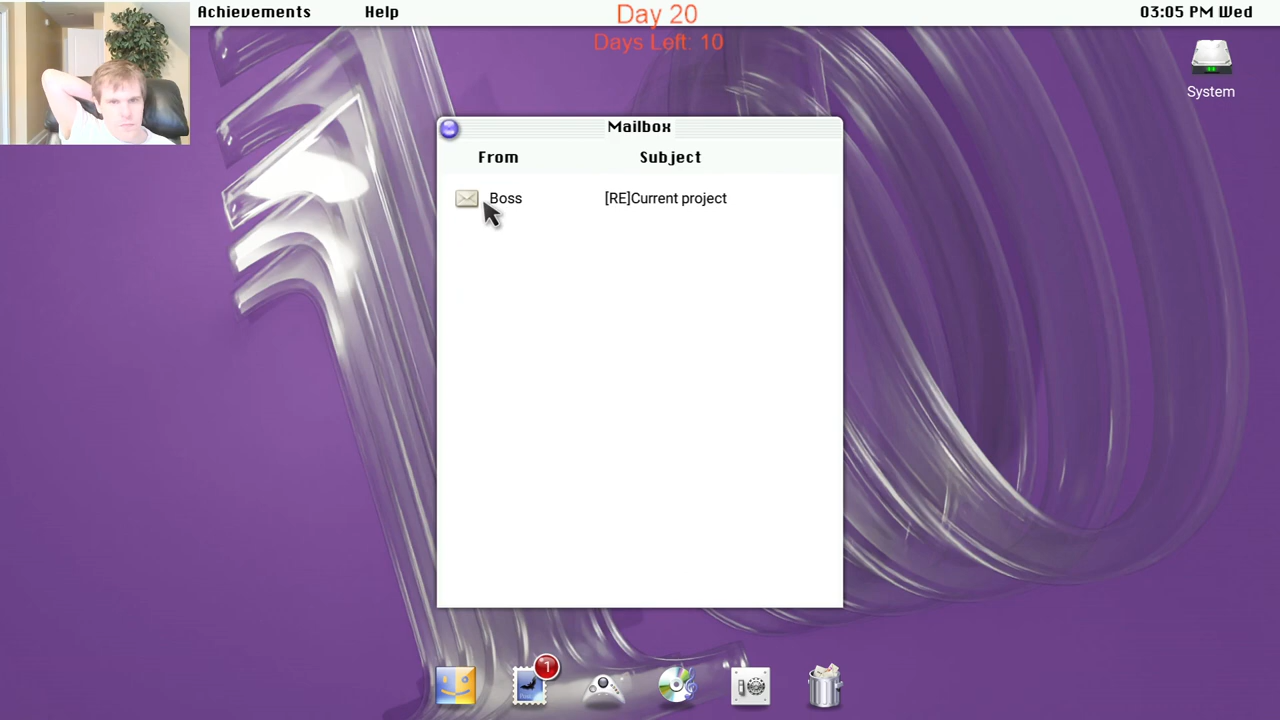 Achievements Help Day 20 03:05 PM Wed
Days Left: 10
System
Mailbox
From Subject
Boss [RE]Current project
1